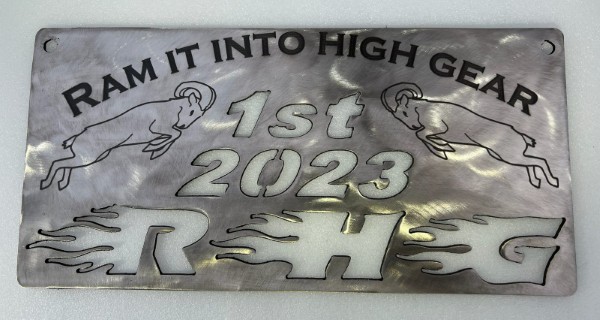 RAM IT INTO HIGH GEAR
1st
2023
RHG